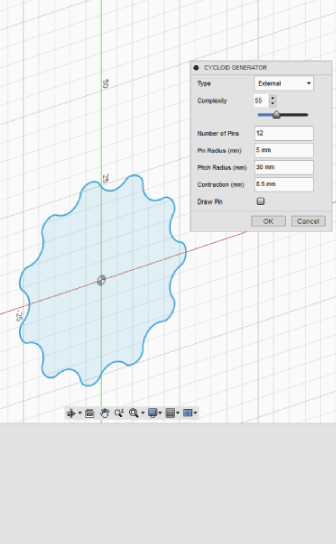 CYCLOID GENERATOR
Type External
Complexity 55
Number of Pins 12
Pin Radius (mm) 5 mm
Pitch Radius (mm) 30 mm
Contraction (mm) 0.5 mm
Draw Pin
OK Cancel
50
25
-25